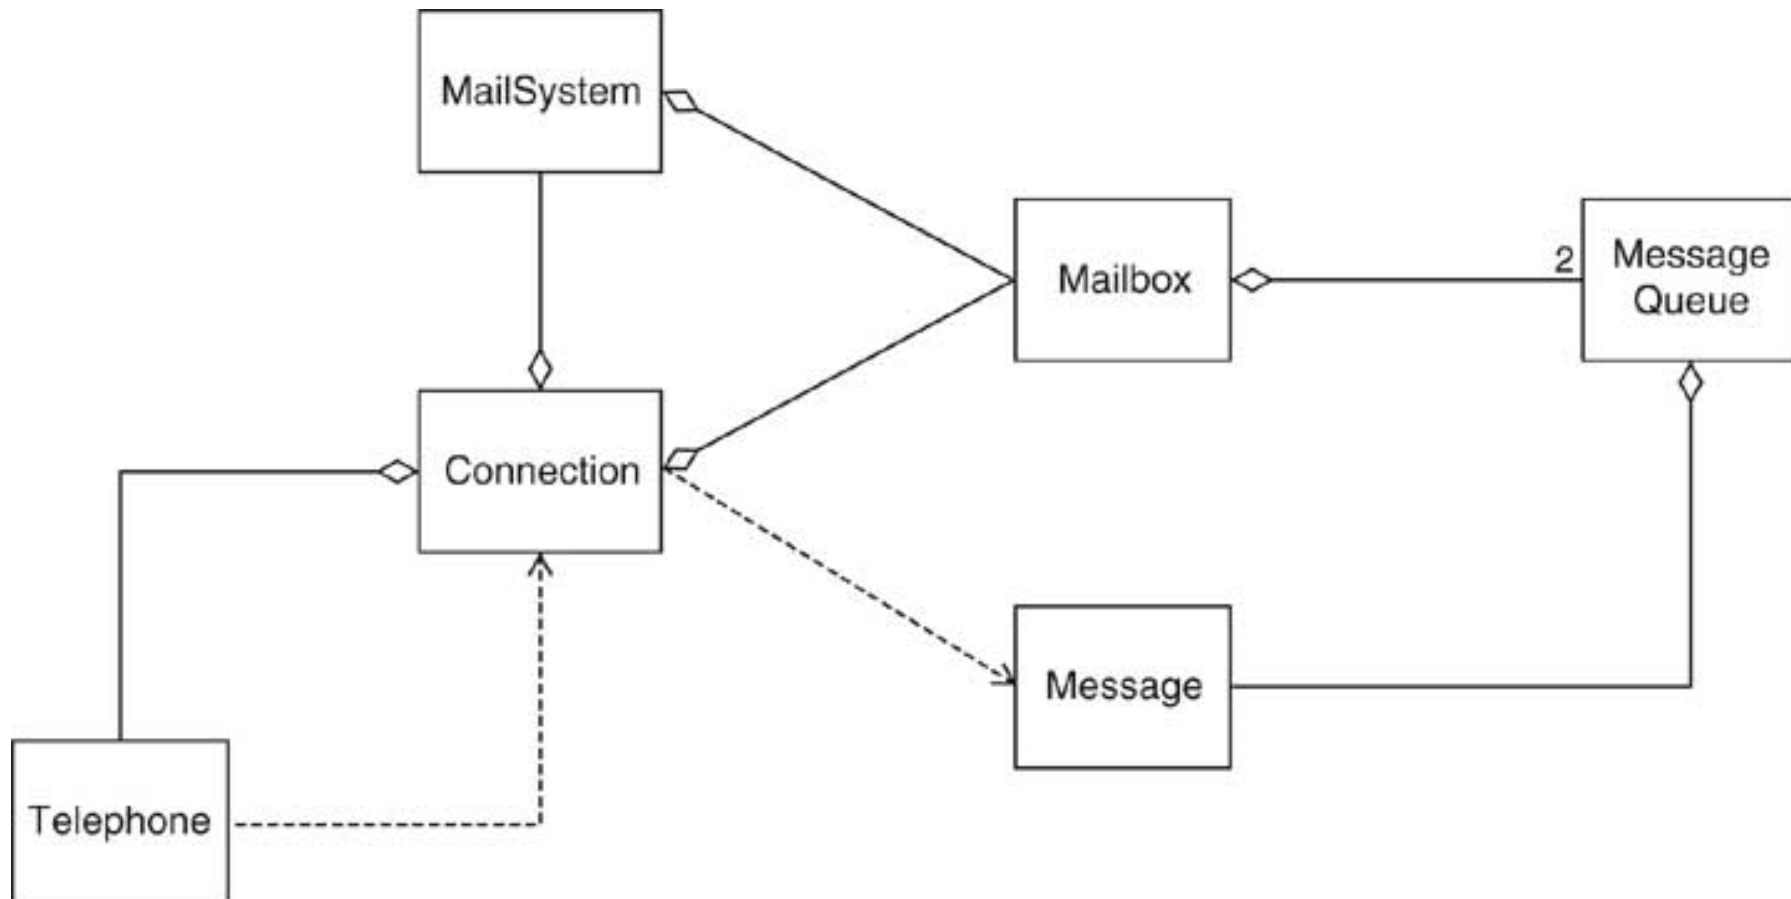 MailSystem
Mailbox
2
Message
Queue
Connection
Message
Telephone